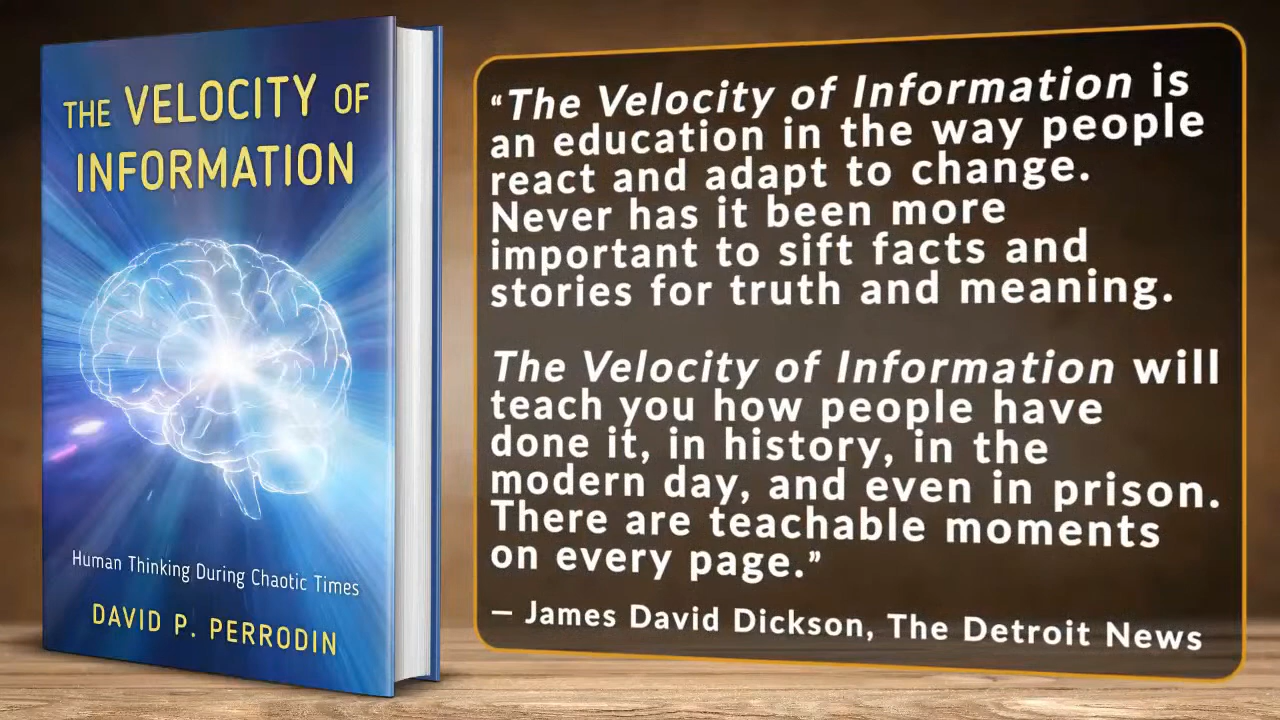 THE VELOCITY OF
INFORMATION
Human Thinking During Chaotic Times
DAVID P. PERRODIN
“The Velocity of Information is
an education in the way people
react and adapt to change.
Never has it been more
important to sift facts and
stories for truth and meaning.
The Velocity of Information will
teach you how people have
done it, in history, in the
modern day, and even in prison.
There are teachable moments
on every page.”
– James David Dickson, The Detroit News